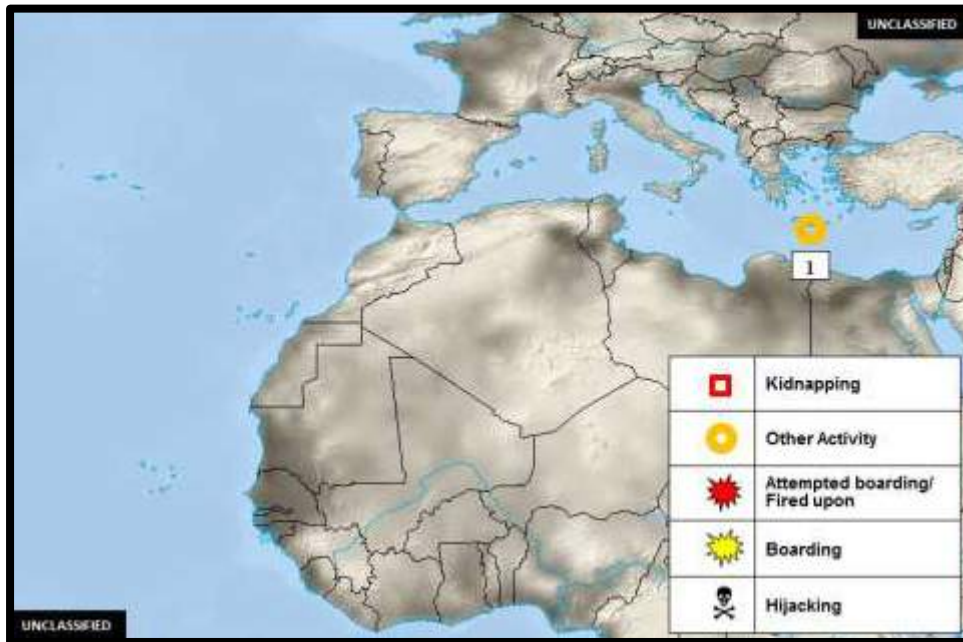 UNCLASSIFIED
1
Kidnapping
Other Activity
Attempted boarding/
Fired upon
Boarding
Hijacking
UNCLASSIFIED